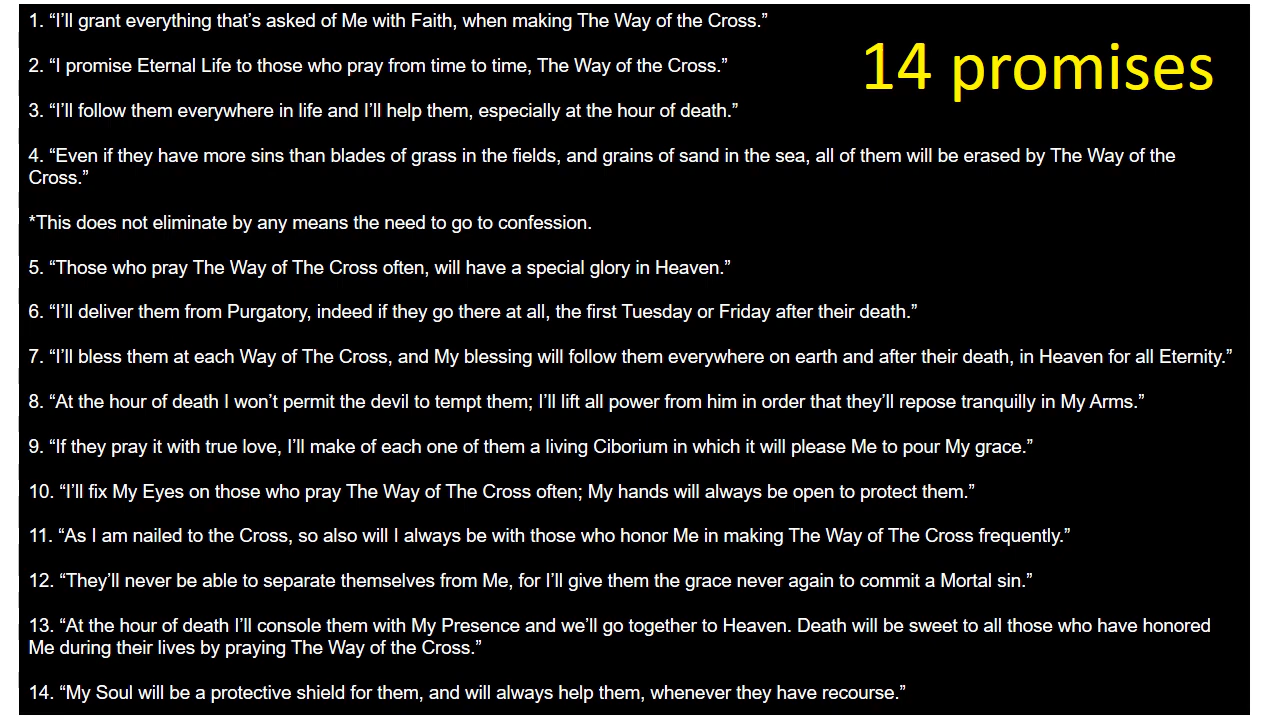 1. “I’ll grant everything that’s asked of Me with Faith, when making The Way of the Cross.”
14 promises
2. “I promise Eternal Life to those who pray from time to time, The Way of the Cross.”
3. “I’ll follow them everywhere in life and I’ll help them, especially at the hour of death.”
4. “Even if they have more sins than blades of grass in the fields, and grains of sand in the sea, all of them will be erased by The Way of the
Cross.”
*This does not eliminate by any means the need to go to confession.
5. “Those who pray The Way of The Cross often, will have a special glory in Heaven.”
6. “I’ll deliver them from Purgatory, indeed if they go there at all, the first Tuesday or Friday after their death.”
7. “I’ll bless them at each Way of The Cross, and My blessing will follow them everywhere on earth and after their death, in Heaven for all Eternity.”
8. “At the hour of death I won’t permit the devil to tempt them; I’ll lift all power from him in order that they’ll repose tranquilly in My Arms.”
9. “If they pray it with true love, I’ll make of each one of them a living Ciborium in which it will please Me to pour My grace.”
10. “I’ll fix My Eyes on those who pray The Way of The Cross often; My hands will always be open to protect them.”
11. “As I am nailed to the Cross, so also will I always be with those who honor Me in making The Way of The Cross frequently.”
12. “They’ll never be able to separate themselves from Me, for I’ll give them the grace never again to commit a Mortal sin.”
13. “At the hour of death I’ll console them with My Presence and we’ll go together to Heaven. Death will be sweet to all those who have honored
Me during their lives by praying The Way of the Cross.”
14. “My Soul will be a protective shield for them, and will always help them, whenever they have recourse.”